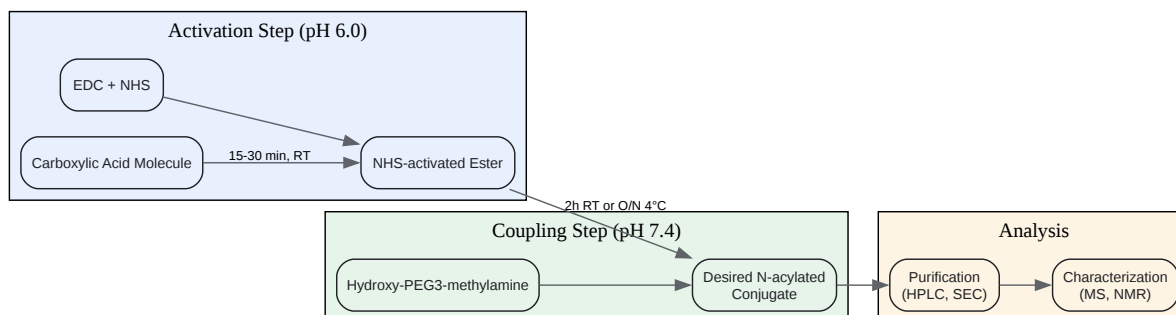 Activation Step (pH 6.0)
EDC + NHS
Carboxylic Acid Molecule
15-30 min, RT
NHS-activated Ester
2h RT or O/N 4°C
Coupling Step (pH 7.4)
Hydroxy-PEG3-methylamine
Desired N-acylated
Conjugate
Analysis
Purification
(HPLC, SEC)
Characterization
(MS, NMR)